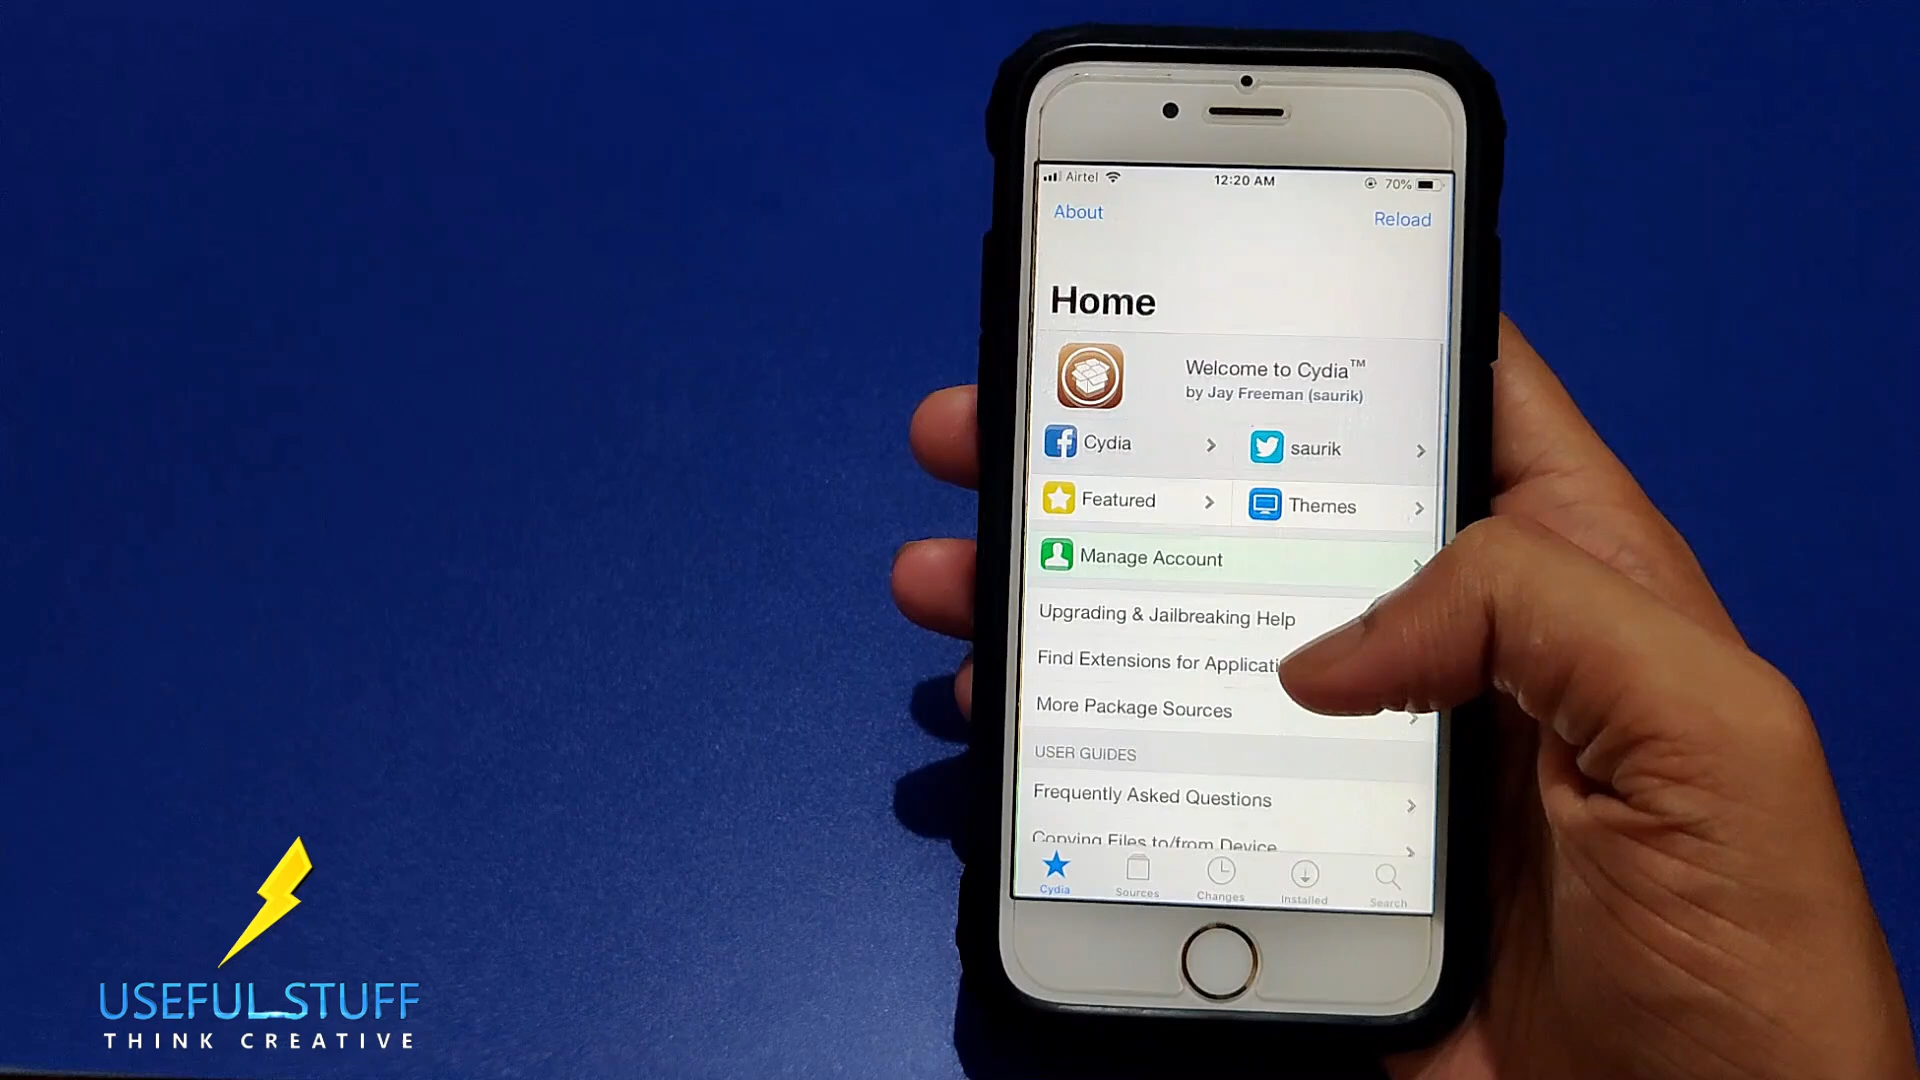 Airtel 12:20 AM 70%
About Reload
Home
Welcome to Cydia™
by Jay Freeman (saurik)
Cydia saurik
Featured Themes
Manage Account
Upgrading & Jailbreaking Help
Find Extensions for
More Package Sources
USER GUIDES
Frequently Asked Questions
Copying Files to/from Device
Cydia Sources Changes Installed Search
USEFUL STUFF
THINK CREATIVE